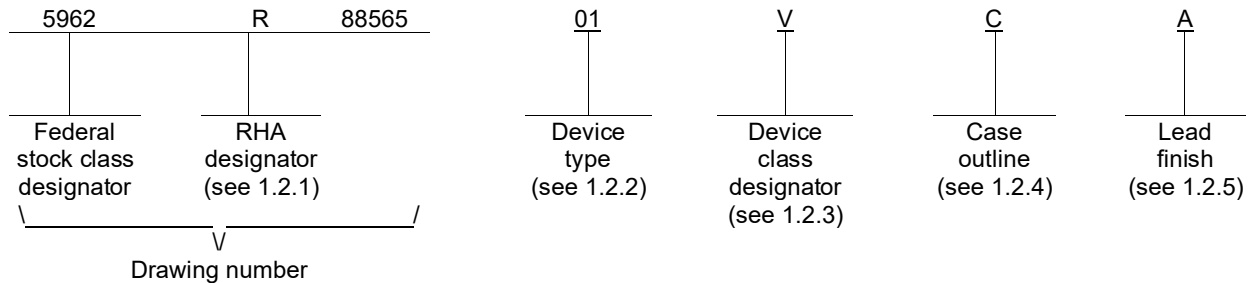 5962 R 88565 01 V C A
Federal stock class designator
RHA designator (see 1.2.1)
Device type (see 1.2.2)
Device class designator (see 1.2.3)
Case outline (see 1.2.4)
Lead finish (see 1.2.5)
Drawing number